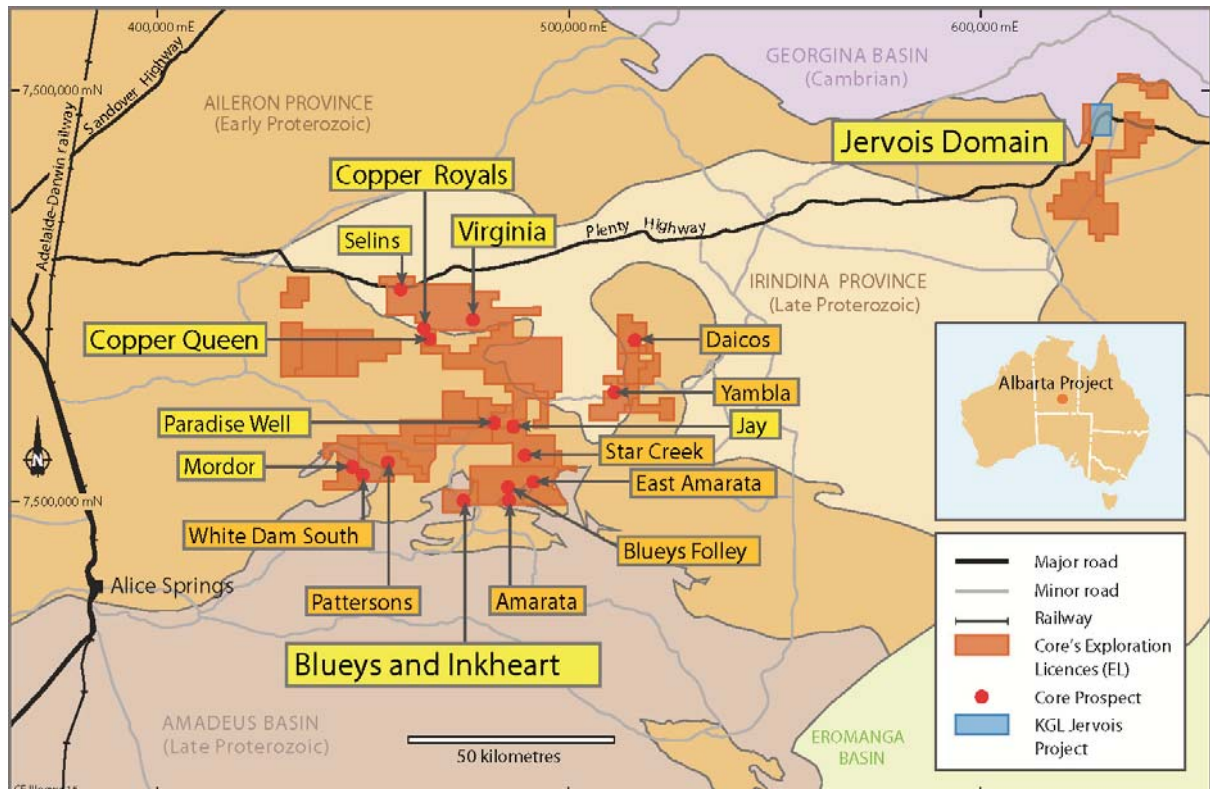 400,000 mE
500,000 mE
600,000 mE
GEORGINA BASIN
(Cambrian)
7,500,000 mN
Sandover Highway
Adelaide-Darwin railway
AILERON PROVINCE
(Early Proterozoic)
Jervois Domain
Copper Royals
Selins
Virginia
Plenty Highway
IRINDINA PROVINCE
(Late Proterozoic)
Copper Queen
Daicos
Yambla
Paradise Well
Jay
Star Creek
Mordor
East Amarata
N
7,500,000 mN
White Dam South
Blueys Folley
Alice Springs
Pattersons
Amarata
Blueys and Inkheart
AMADEUS BASIN
(Late Proterozoic)
50 kilometres
EROMANGA
BASIN
Albarta Project
Major road
Minor road
Railway
Core's Exploration
Licences (EL)
Core Prospect
KGL Jervois
Project